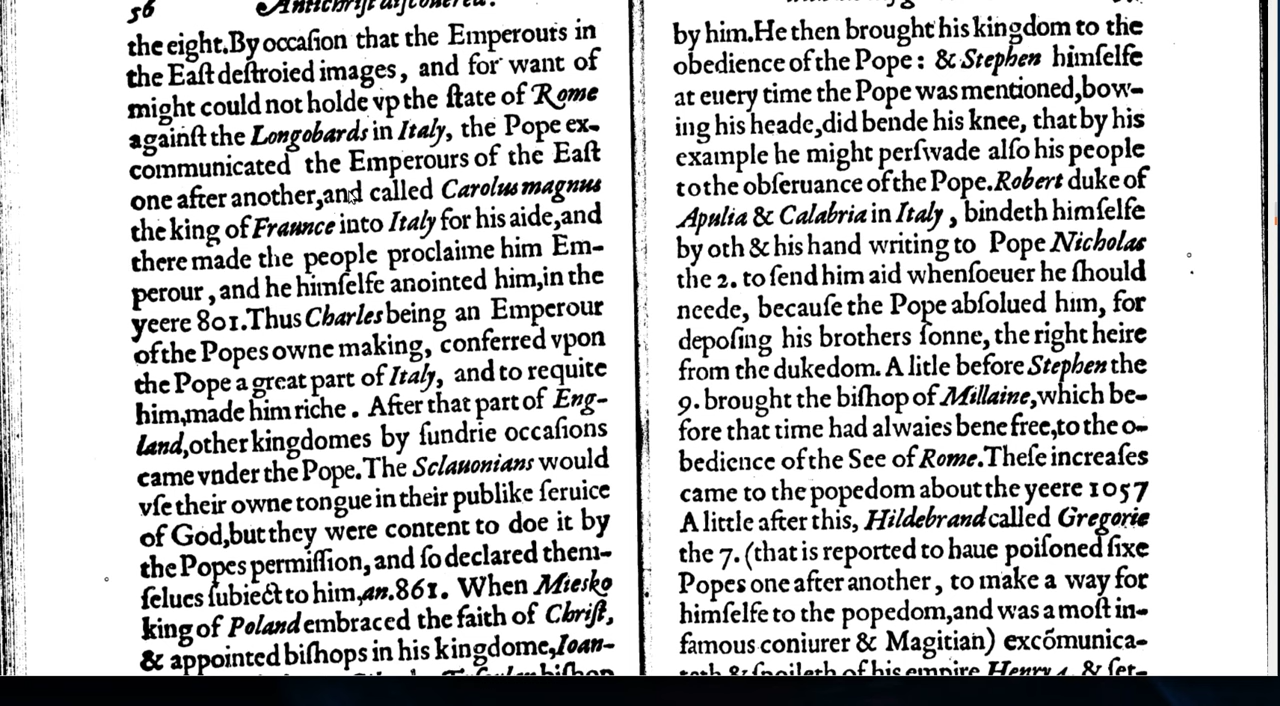 56 Antichrist discouered.
the eight.By occaſion that the Emperours in
the Eaſt deſtroied images, and for want of
might could not holde vp the ſtate of Rome
againſt the Longobards in Italy, the Pope ex-
communicated the Emperours of the Eaſt
one after another,and called Carolus magnus
the king of Fraunce into Italy for his aide,and
there made the people proclaime him Em-
perour , and he himſelfe anointed him,in the
yeere 801.Thus Charles being an Emperour
of the Popes owne making, conferred vpon
the Pope a great part of Italy, and to requite
him,made him riche . After that part of Eng-
land,other kingdomes by ſundrie occaſions
came vnder the Pope.The Sclauonians would
vſe their owne tongue in their publike ſeruice
of God,but they were content to doe it by
the Popes permiſſion, and ſo declared them-
ſelues ſubiect to him,an.861. When Miesko
king of Poland embraced the faith of Chriſt,
& appointed biſhops in his kingdome,Ioan-
biſhop
by him.He then brought his kingdom to the
obedience of the Pope : & Stephen himſelfe
at euery time the Pope was mentioned,bow-
ing his heade,did bende his knee, that by his
example he might perſwade alſo his people
to the obſeruance of the Pope.Robert duke of
Apulia & Calabria in Italy , bindeth himſelfe
by oth & his hand writing to Pope Nicholas
the 2. to ſend him aid whenſoeuer he ſhould
neede, becauſe the Pope abſolued him, for
depoſing his brothers ſonne, the right heire
from the dukedom. A litle before Stephen the
9. brought the biſhop of Millaine,which be-
fore that time had alwaies bene free,to the o-
bedience of the See of Rome.Theſe increaſes
came to the popedom about the yeere 1057
A little after this, Hildebrand called Gregorie
the 7. (that is reported to haue poiſoned ſixe
Popes one after another , to make a way for
himſelfe to the popedom,and was a moſt in-
famous coniurer & Magitian) excõmunica-
teth & ſpoileth of his empire Henry 4. & ſet-